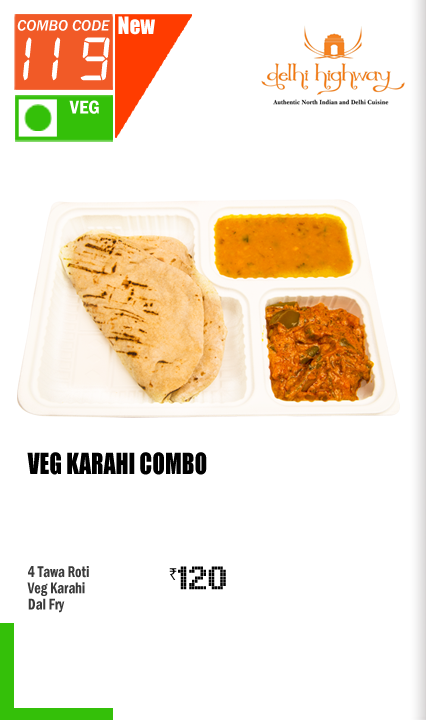 COMBO CODE
119
New
VEG
delhi highway
Authentic North Indian and Delhi Cuisine
VEG KARAHI COMBO
4 Tawa Roti
Veg Karahi
Dal Fry
₹120